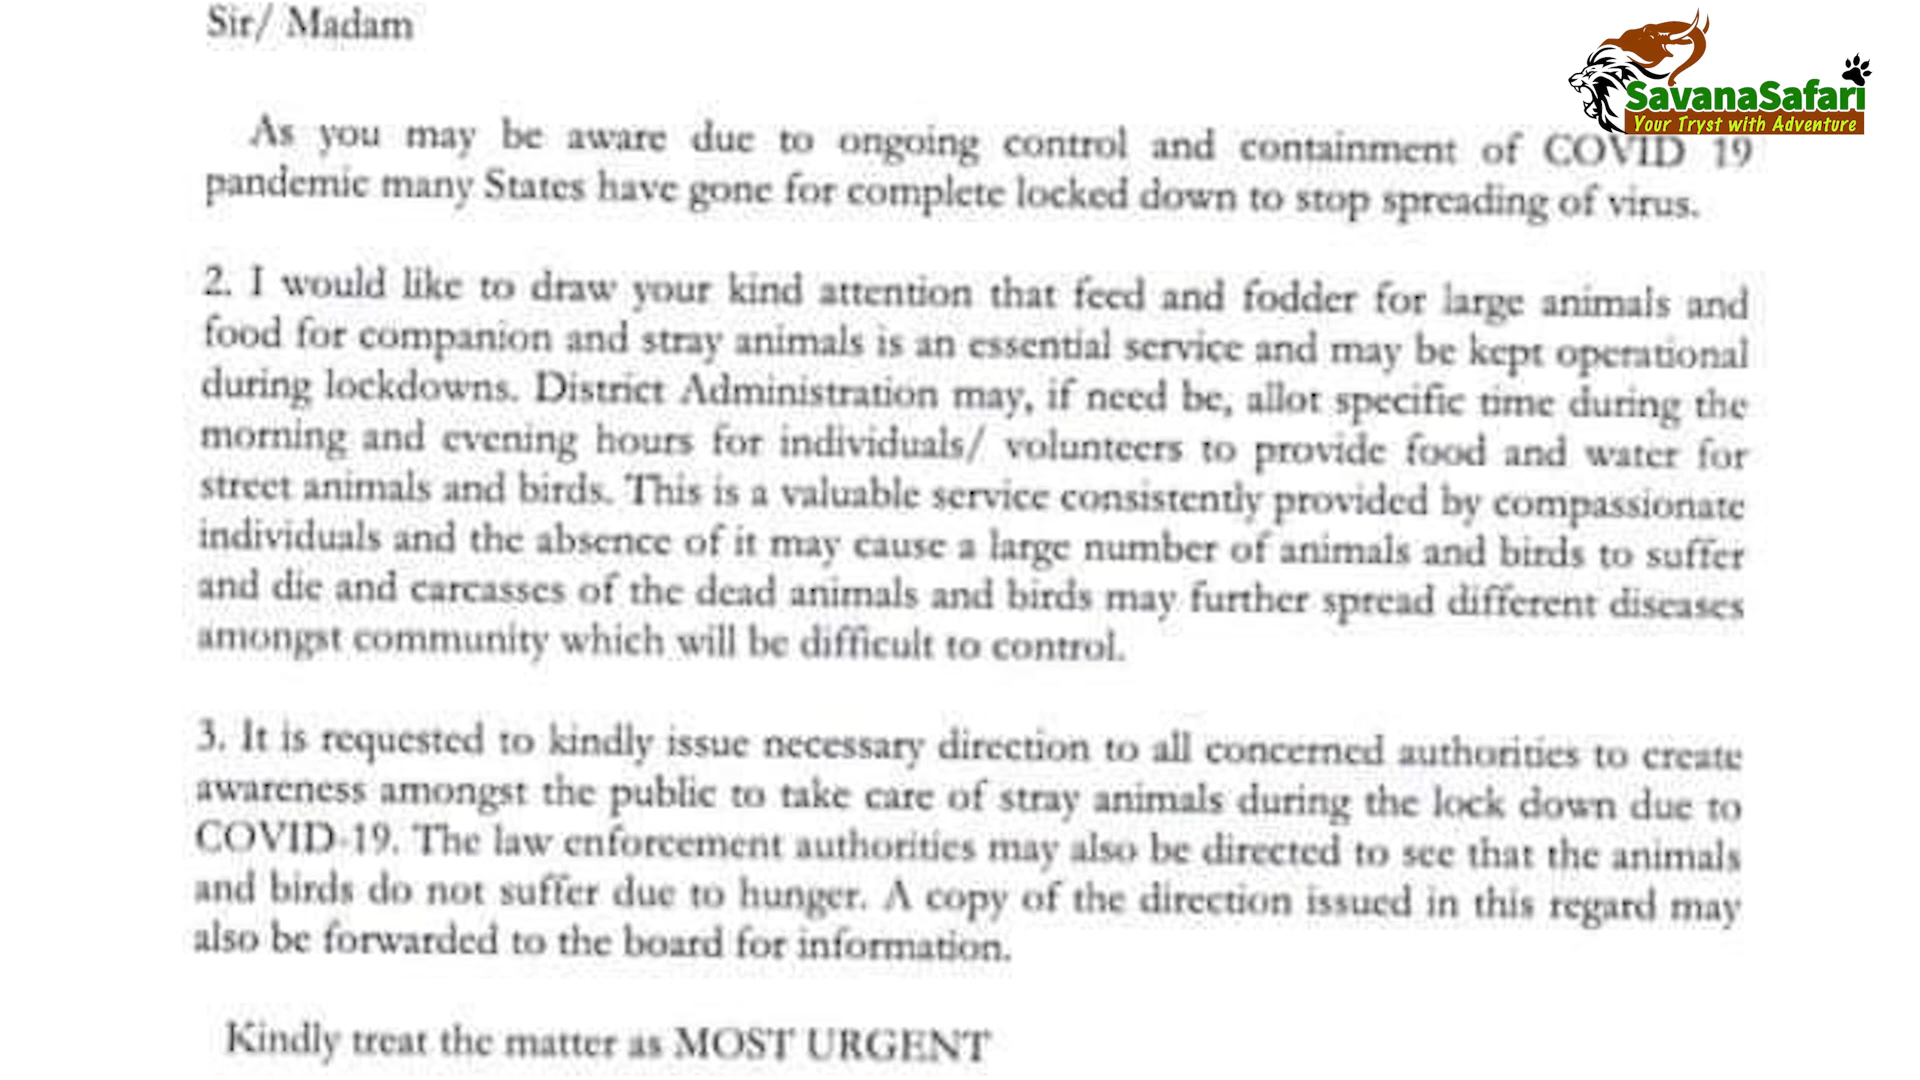 Sir/ Madam
SavanaSafari
Your Tryst with Adventure
As you may be aware due to ongoing control and containment of COVID 19
pandemic many States have gone for complete locked down to stop spreading of virus.
2. I would like to draw your kind attention that feed and fodder for large animals and
food for companion and stray animals is an essential service and may be kept operational
during lockdowns. District Administration may, if need be, allot specific time during the
morning and evening hours for individuals/ volunteers to provide food and water for
street animals and birds. This is a valuable service consistently provided by compassionate
individuals and the absence of it may cause a large number of animals and birds to suffer
and die and carcasses of the dead animals and birds may further spread different diseases
amongst community which will be difficult to control.
3. It is requested to kindly issue necessary direction to all concerned authorities to create
awareness amongst the public to take care of stray animals during the lock down due to
COVID-19. The law enforcement authorities may also be directed to see that the animals
and birds do not suffer due to hunger. A copy of the direction issued in this regard may
also be forwarded to the board for information.
Kindly treat the matter as MOST URGENT